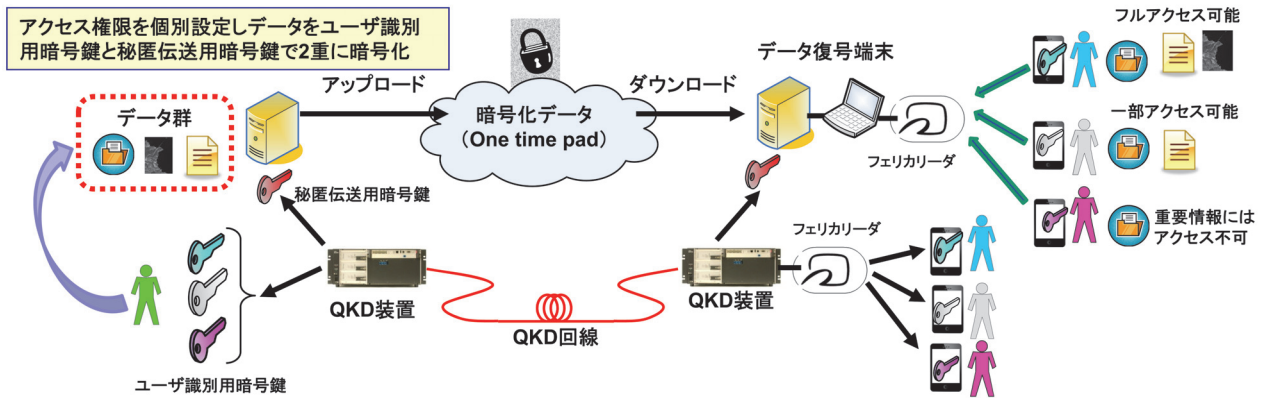 アクセス権限を個別設定しデータをユーザ識別
用暗号鍵と秘匿伝送用暗号鍵で2重に暗号化
データ群
アップロード
暗号化データ
（One time pad）
ダウンロード
データ復号端末
フェリカリーダ
フルアクセス可能
一部アクセス可能
重要情報には
アクセス不可
秘匿伝送用暗号鍵
QKD装置
QKD回線
QKD装置
フェリカリーダ
ユーザ識別用暗号鍵